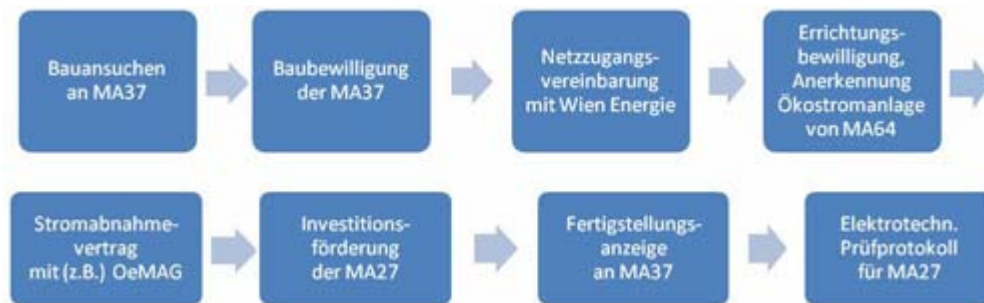 Bauansuchen
an MA37
Baubewilligung
der MA37
Netzzugangs-
vereinbarung
mit Wien Energie
Errichtungs-
bewilligung,
Anerkennung
Ökostromanlage
von MA64
Stromabnahme-
vertrag
mit (z.B.) OeMAG
Investitions-
förderung
der MA27
Fertigstellungs-
anzeige
an MA37
Elektrotechn.
Prüfprotokoll
für MA27